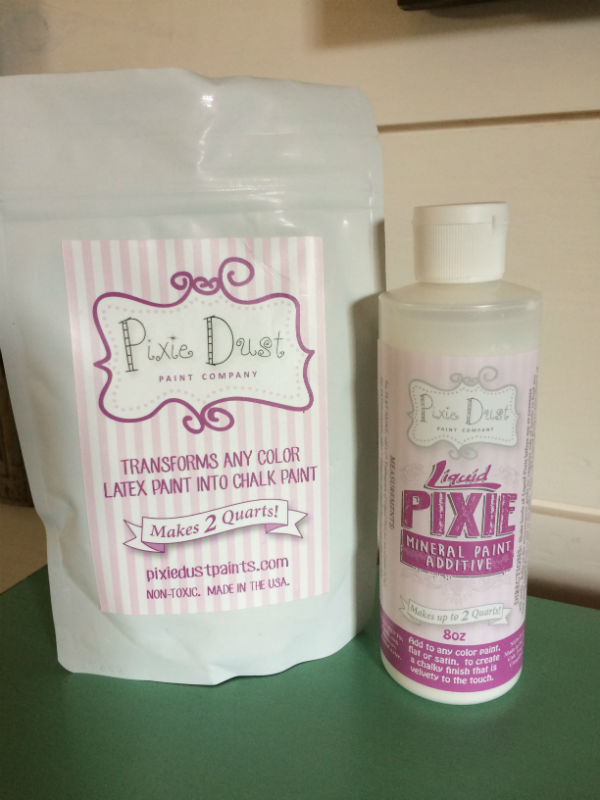 Pixie Dust
PAINT COMPANY
TRANSFORMS ANY COLOR
LATEX PAINT INTO CHALK PAINT
Makes 2 Quarts!
pixiedustpaints.com
NON-TOXIC. MADE IN THE USA.
Pixie Dust
PAINT COMPANY
Liquid
PIXIE
MINERAL PAINT
ADDITIVE
Makes up to 2 Quarts!
8oz
Add to any color paint,
flat or satin, to create
a chalky finish that is
velvety to the touch.